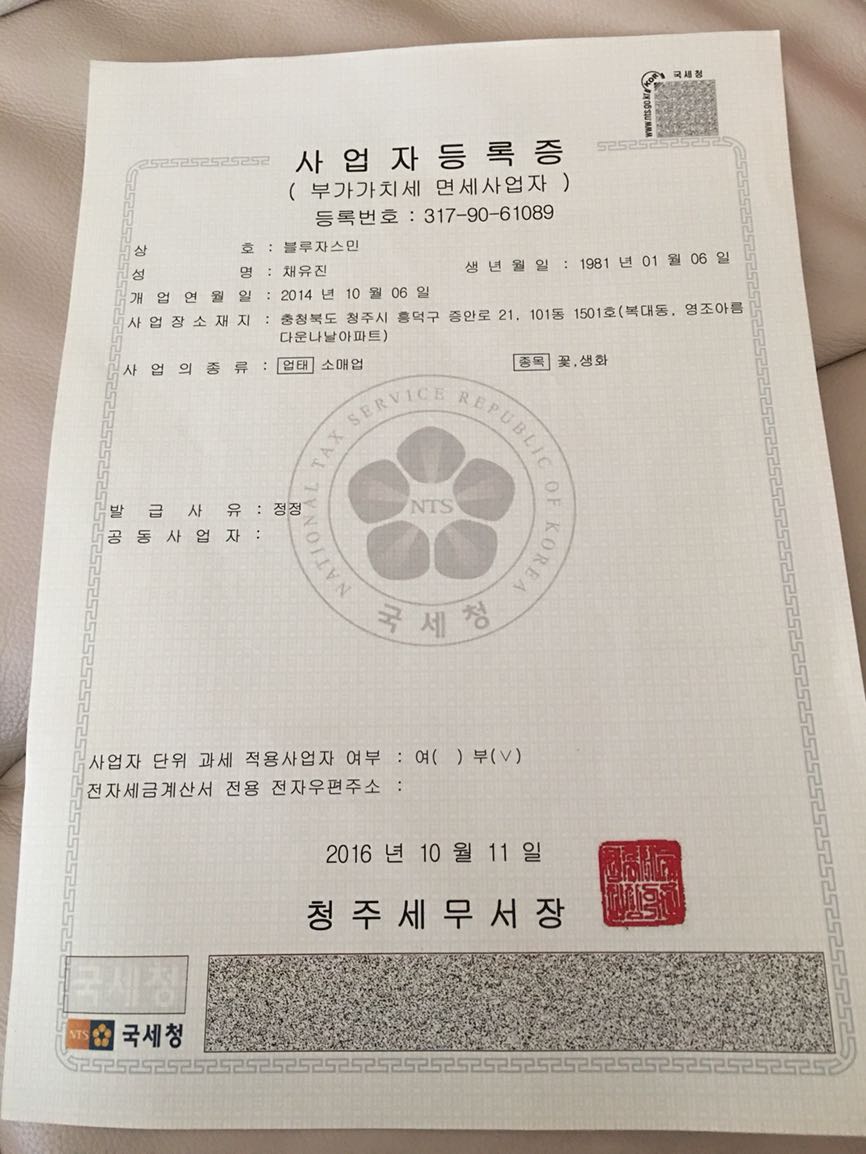 국세청
www.nts.go.kr
사업자등록증
( 부가가치세 면세사업자 )
등록번호 : 317-90-61089
상 호 : 블루자스민
성 명 : 채유진 생 년 월 일 : 1981 년 01 월 06 일
개 업 연 월 일 : 2014 년 10 월 06 일
사 업 장 소 재 지 : 충청북도 청주시 흥덕구 증안로 21, 101동 1501호(복대동, 영조아름
다운나날아파트)
사 업 의 종 류 : 업태 소매업 종목 꽃,생화
NATIONAL TAX SERVICE REPUBLIC OF KOREA
NTS
국세청
발 급 사 유 : 정정
공 동 사 업 자 :
사업자 단위 과세 적용사업자 여부 : 여( ) 부(∨)
전자세금계산서 전용 전자우편주소 :
2016 년 10 월 11 일
청주세무서장
국세청
NTS 국세청